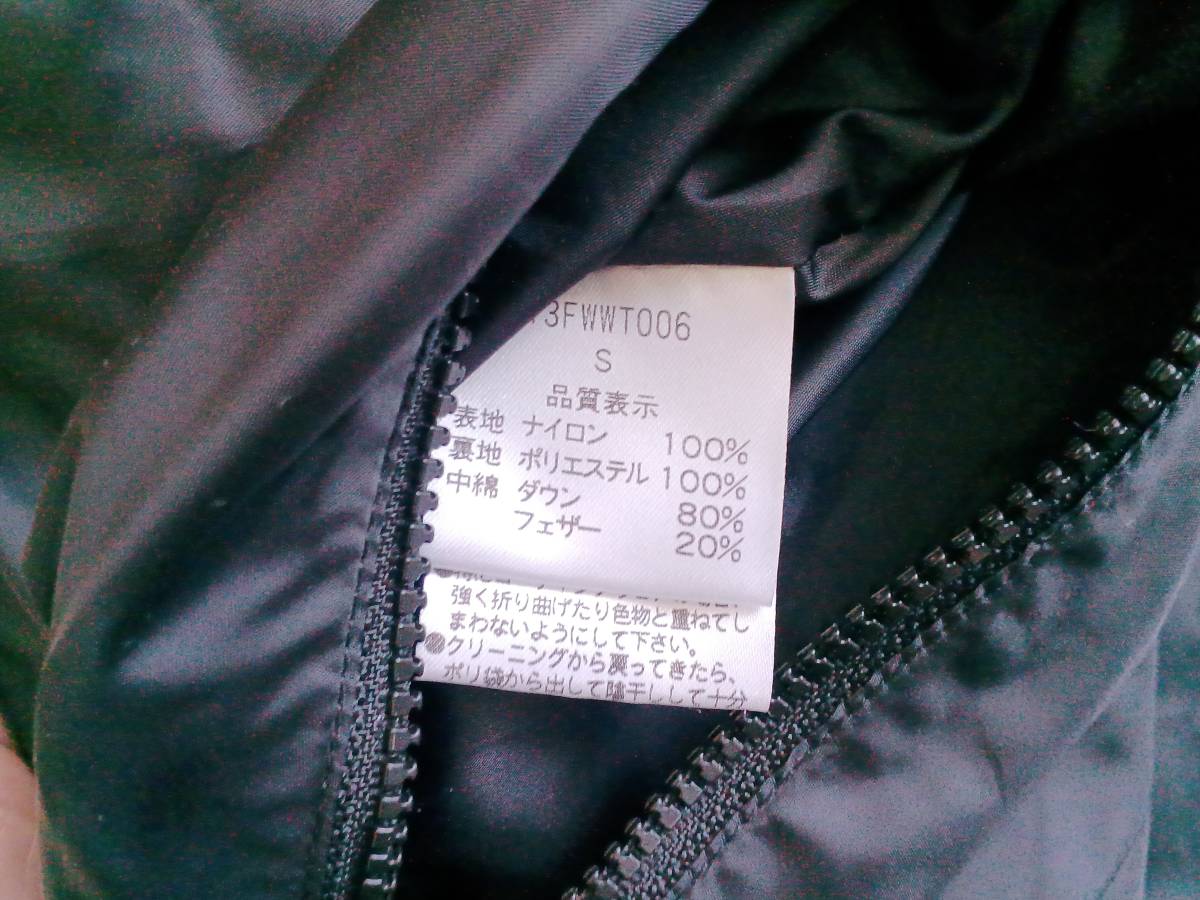 3FWWT006
S
品質表示
表地 ナイロン 100%
裏地 ポリエステル 100%
中綿 ダウン 80%
フェザー 20%
強く折り曲げたり色物と重ねてし
まわないようにして下さい。
クリーニングから戻ってきたら、
ポリ袋から出して陰干しして十分